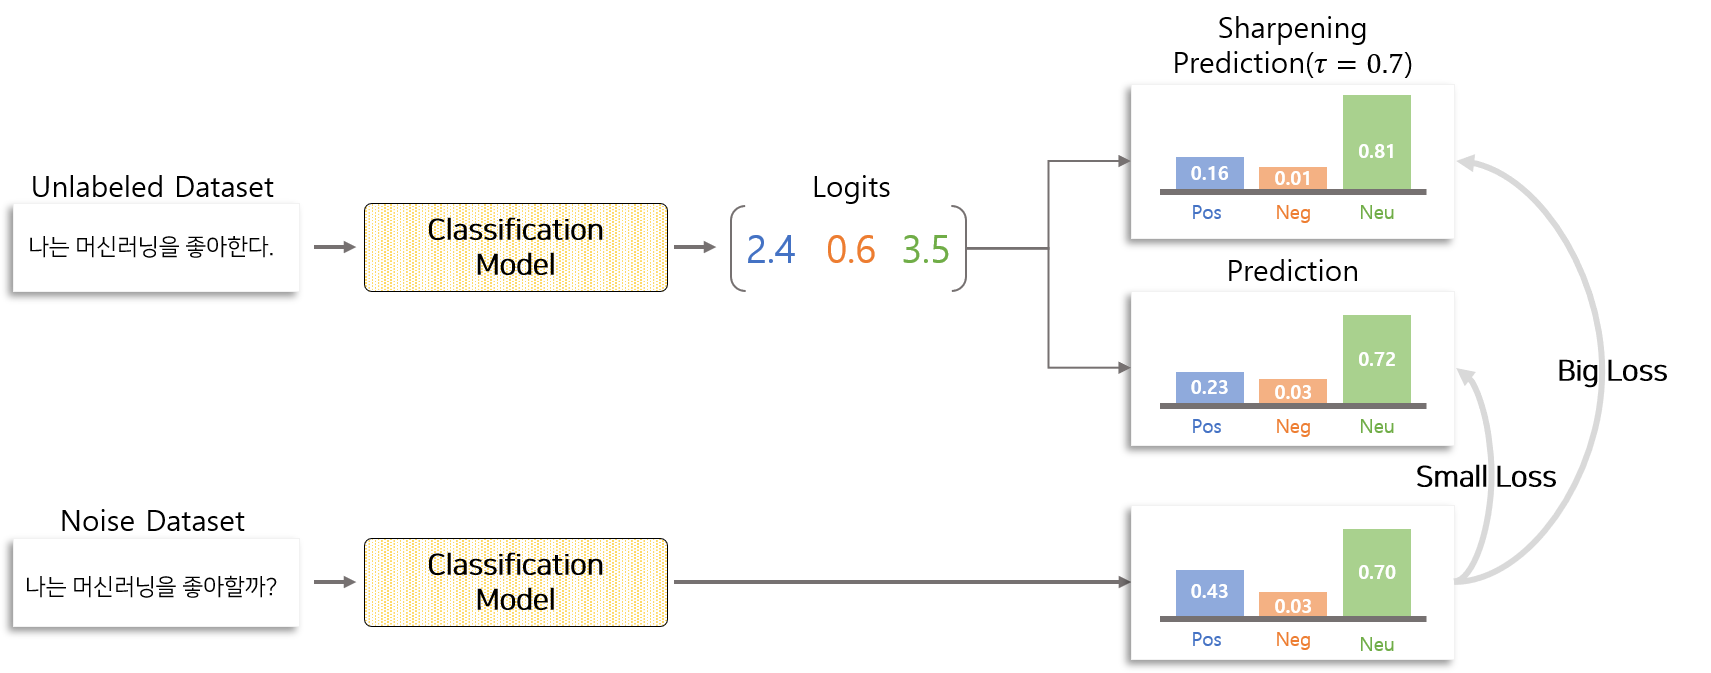 Sharpening
Prediction(τ = 0.7)
0.16
0.01
0.81
Pos
Neg
Neu
Unlabeled Dataset
나는 머신러닝을 좋아한다.
Classification
Model
Logits
2.4 0.6 3.5
Prediction
0.23
0.03
0.72
Pos
Neg
Neu
Big Loss
Small Loss
Noise Dataset
나는 머신러닝을 좋아할까?
Classification
Model
0.43
0.03
0.70
Pos
Neg
Neu